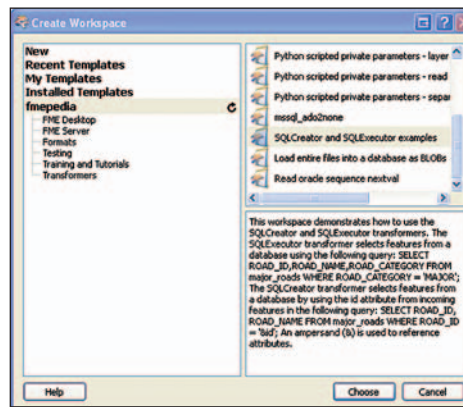 Create Workspace
New
Recent Templates
My Templates
Installed Templates
fmepedia
FME Desktop
FME Server
Formats
Testing
Training and Tutorials
Transformers
Python scripted private parameters - layer
Python scripted private parameters - read
Python scripted private parameters - separ
mssql_ado2none
SQLCreator and SQLExecutor examples
Load entire files into a database as BLOBs
Read oracle sequence nextval
This workspace demonstrates how to use the
SQLCreator and SQLExecutor transformers. The
SQLExecutor transformer selects features from a
database using the following query: SELECT
ROAD_ID,ROAD_NAME,ROAD_CATEGORY FROM
major_roads WHERE ROAD_CATEGORY = 'MAJOR';
The SQLCreator transformer selects features from
a database by using the id attribute from incoming
features in the following query: SELECT ROAD_ID,
ROAD_NAME FROM major_roads WHERE ROAD_ID
= '&id'; An ampersand (&) is used to reference
attributes.
Help
Choose
Cancel